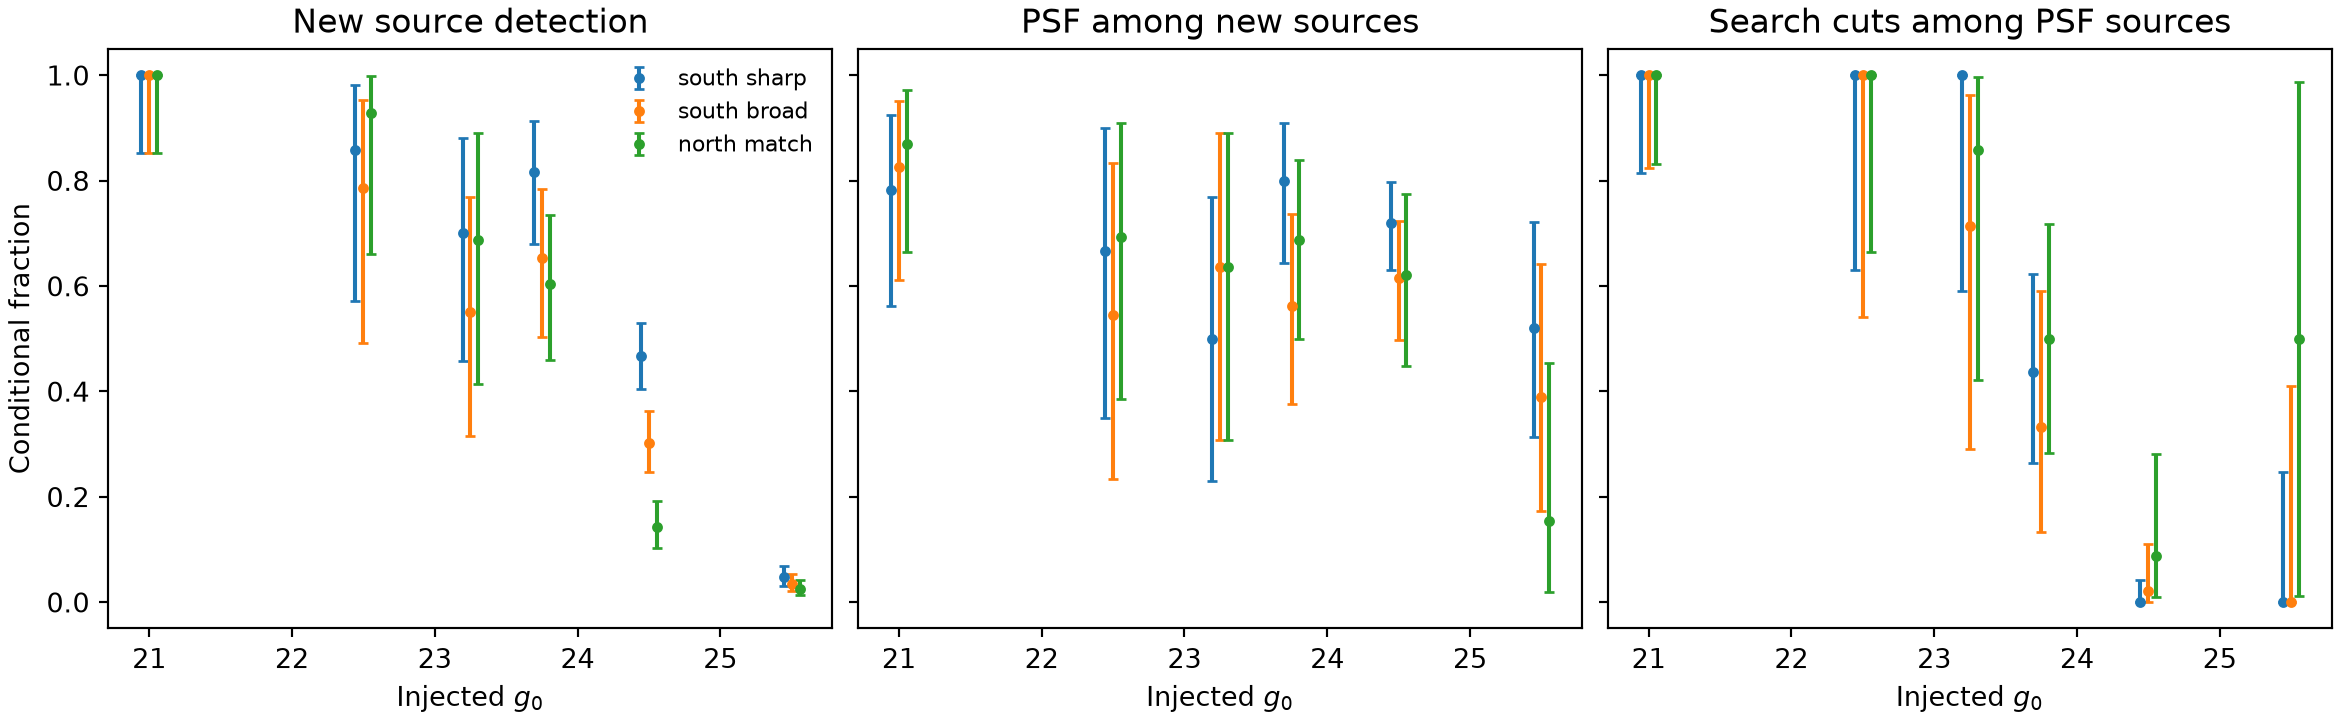 New source detection
PSF among new sources
Search cuts among PSF sources
south sharp
south broad
north match
Conditional fraction
1.0
0.8
0.6
0.4
0.2
0.0
21 22 23 24 25
21 22 23 24 25
21 22 23 24 25
Injected g₀
Injected g₀
Injected g₀